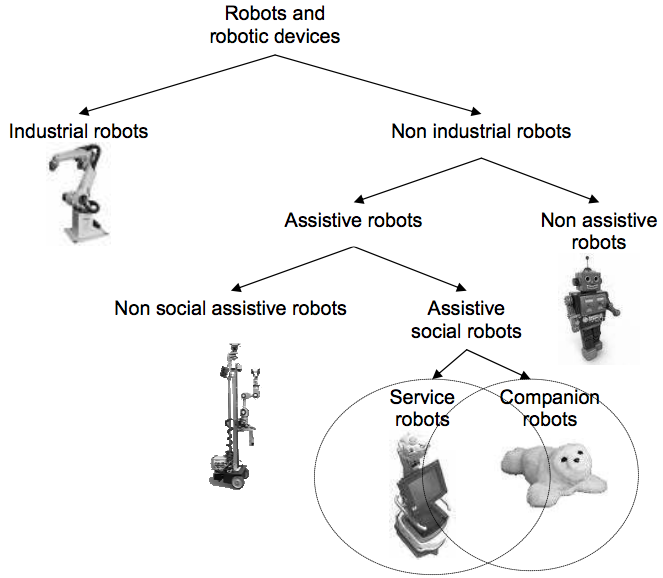 Robots and
robotic devices
Industrial robots
Non industrial robots
Assistive robots
Non assistive
robots
Non social assistive robots
Assistive
social robots
Service
robots
Companion
robots